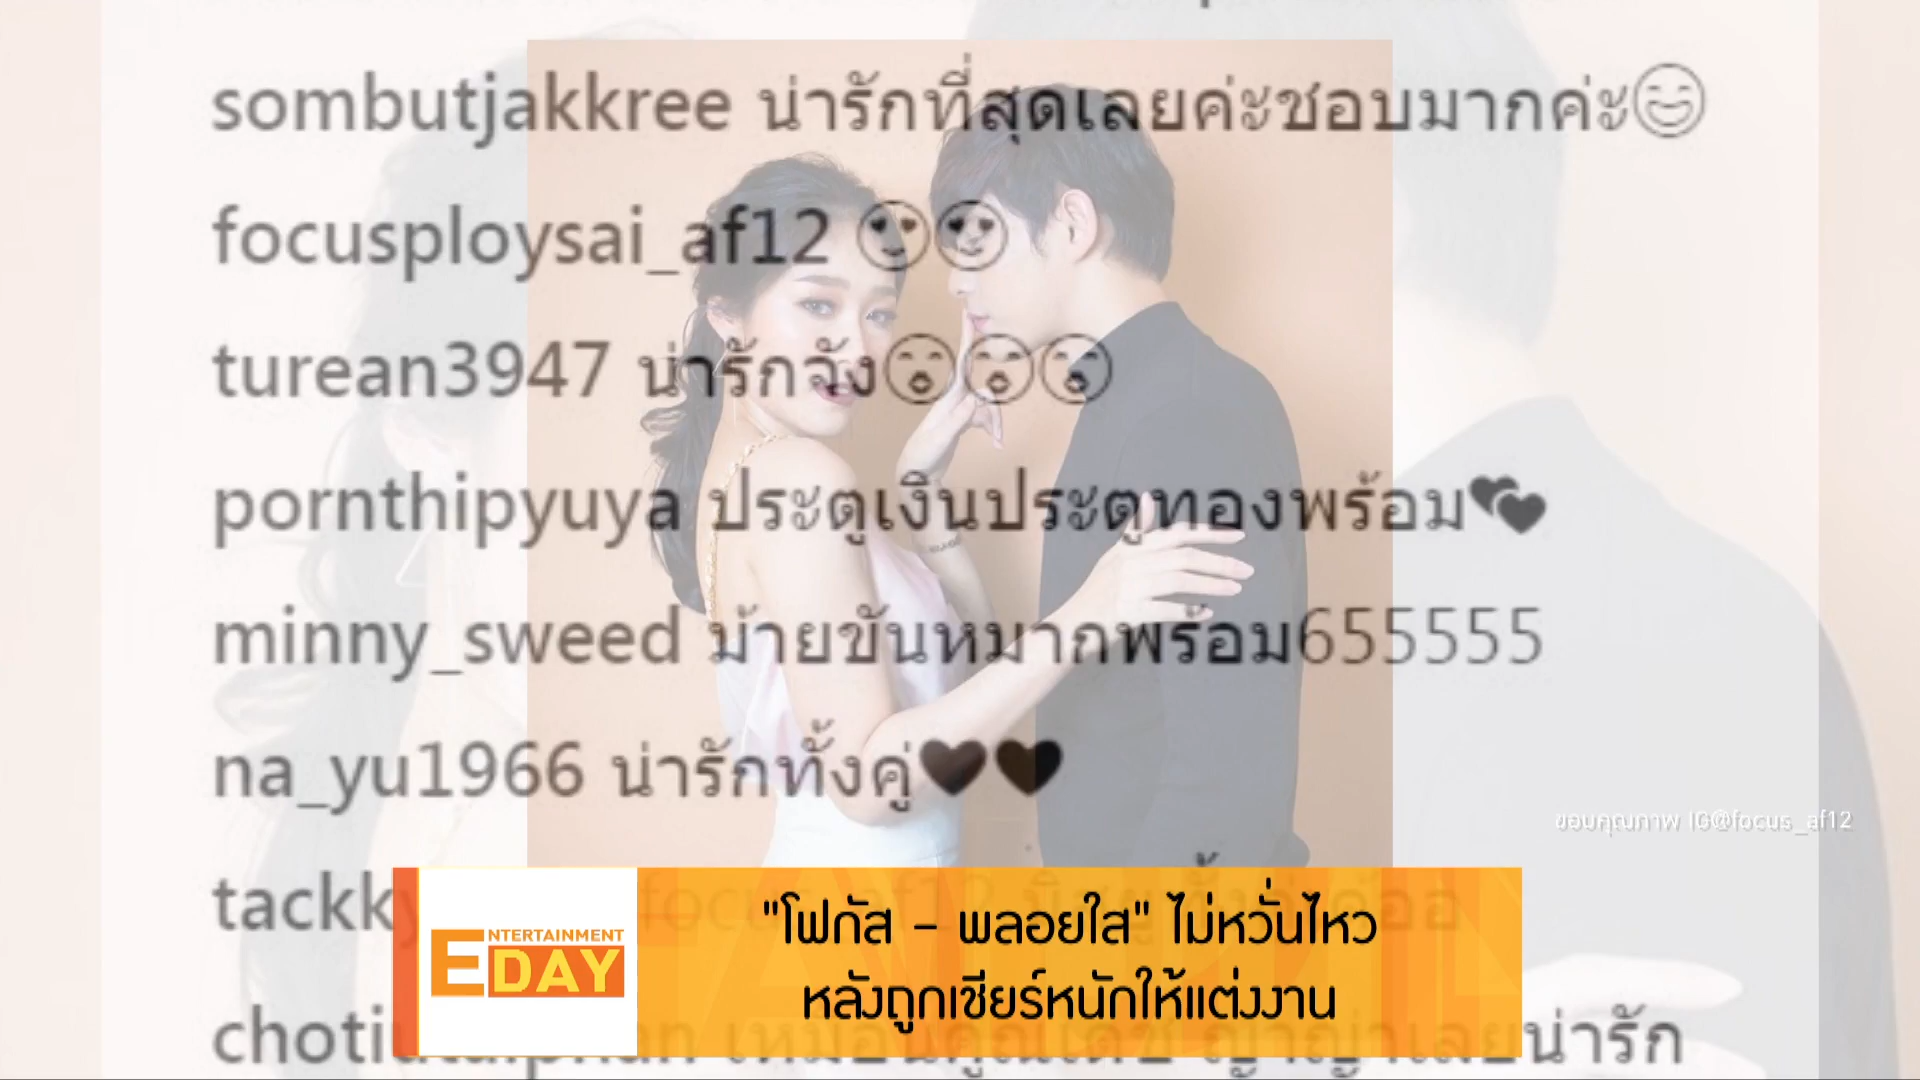 sombutjakkree น่ารักที่สุดเลยค่ะชอบมากค่ะ😄
focusploysai_af12 😍😍
turean3947 น่ารักจัง😲😲😲
pornthipyuya ประตูเงินประตูทองพร้อม💕
minny_sweed ม้ายขันหมากพร้อม655555
na_yu1966 น่ารักทั้งคู่❤❤
ขอบคุณภาพ IG@focus_af12
ENTERTAINMENT
EDAY
"โฟกัส – พลอยใส" ไม่หวั่นไหว
หลังถูกเชียร์หนักให้แต่งงาน
น่ารัก